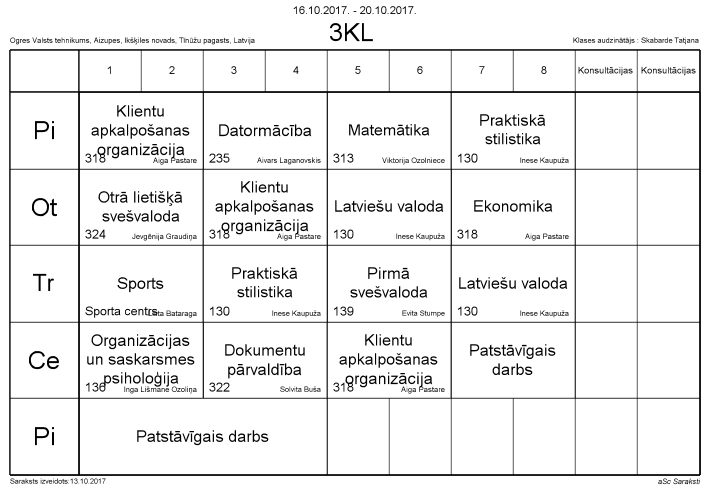 16.10.2017. - 20.10.2017.
3KL
Ogres Valsts tehnikums, Aizupes, Ikšķiles novads, Tīnūžu pagasts, Latvija
Klases audzinātājs : Skabarde Tatjana
1 2 3 4 5 6 7 8 Konsultācijas Konsultācijas
Pi
Klientu
apkalpošanas
organizācija
318 Aiga Pastare
Datormācība
235 Aivars Laganovskis
Matemātika
313 Viktorija Ozolniece
Praktiskā
stilistika
130 Inese Kaupuža
Ot
Otrā lietišķā
svešvaloda
324 Jevgēnija Graudiņa
Klientu
apkalpošanas
organizācija
318 Aiga Pastare
Latviešu valoda
130 Inese Kaupuža
Ekonomika
318 Aiga Pastare
Tr
Sports
Sporta centrs Bataraga
Praktiskā
stilistika
130 Inese Kaupuža
Pirmā
svešvaloda
139 Evita Stumpe
Latviešu valoda
130 Inese Kaupuža
Ce
Organizācijas
un saskarsmes
psiholoģija
136 Inga Lišmane Ozoliņa
Dokumentu
pārvaldība
322 Solvita Buša
Klientu
apkalpošanas
organizācija
318 Aiga Pastare
Patstāvīgais
darbs
Pi
Patstāvīgais darbs
Saraksts izveidots:13.10.2017
aSc Saraksti